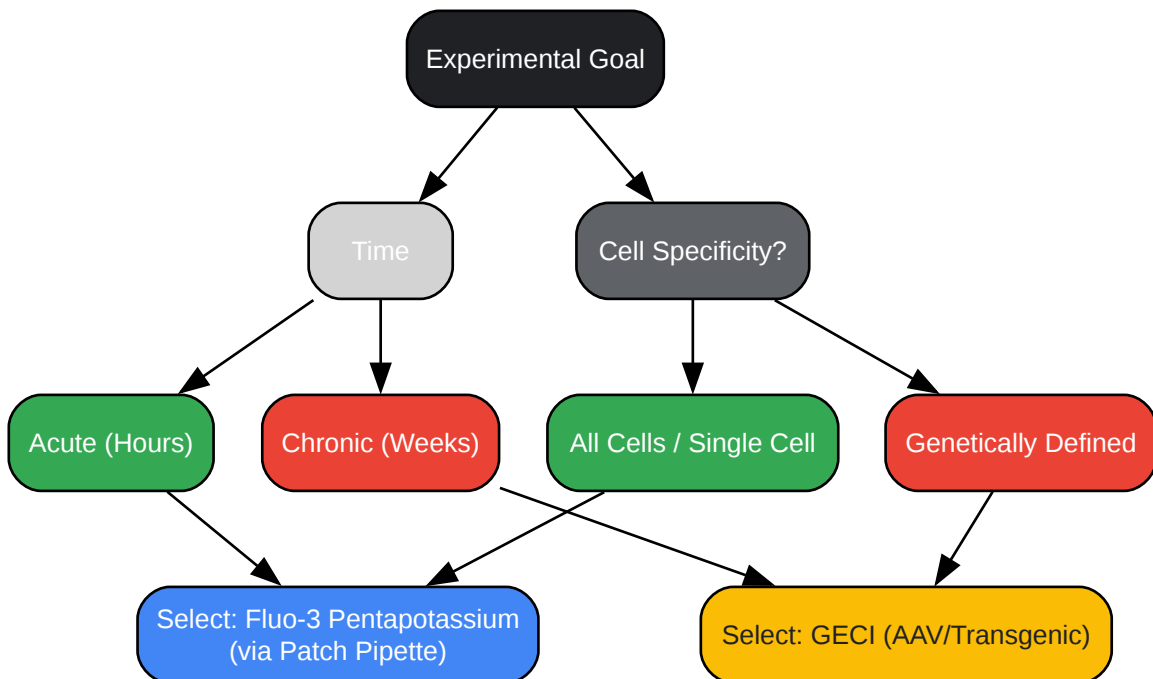 Experimental Goal
Time
Cell Specificity?
Acute (Hours)
Chronic (Weeks)
All Cells / Single Cell
Genetically Defined
Select: Fluo-3 Pentapotassium
(via Patch Pipette)
Select: GECI (AAV/Transgenic)